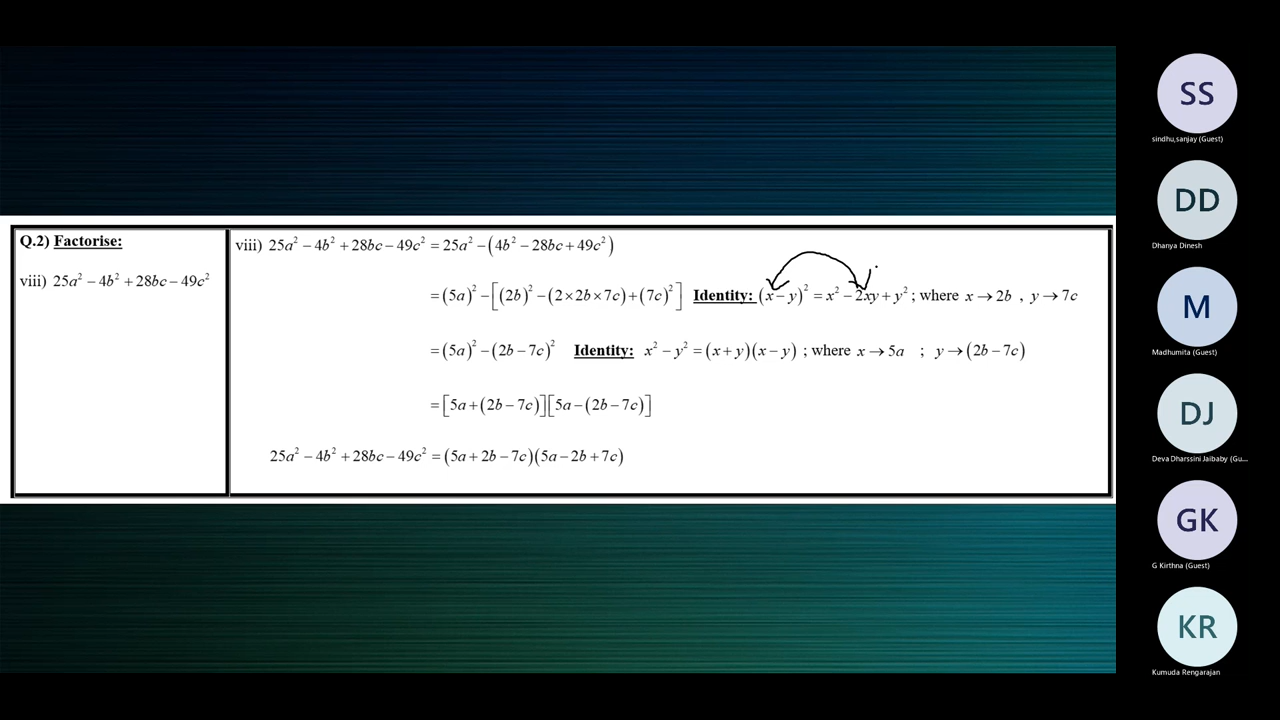 Q.2) Factorise:
viii) 25a² − 4b² + 28bc − 49c²
viii) 25a² − 4b² + 28bc − 49c² = 25a² − (4b² − 28bc + 49c²)
= (5a)² − [(2b)² − (2×2b×7c) + (7c)²] Identity: (x − y)² = x² − 2xy + y² ; where x → 2b , y → 7c
= (5a)² − (2b − 7c)² Identity: x² − y² = (x + y)(x − y) ; where x → 5a ; y → (2b − 7c)
= [5a + (2b − 7c)][5a − (2b − 7c)]
25a² − 4b² + 28bc − 49c² = (5a + 2b − 7c)(5a − 2b + 7c)
SS
sindhu,sanjay (Guest)
DD
Dhanya Dinesh
M
Madhumita (Guest)
DJ
Deva Dharssini Jaibaby (Gu...
GK
G Kirthna (Guest)
KR
Kumuda Rengarajan